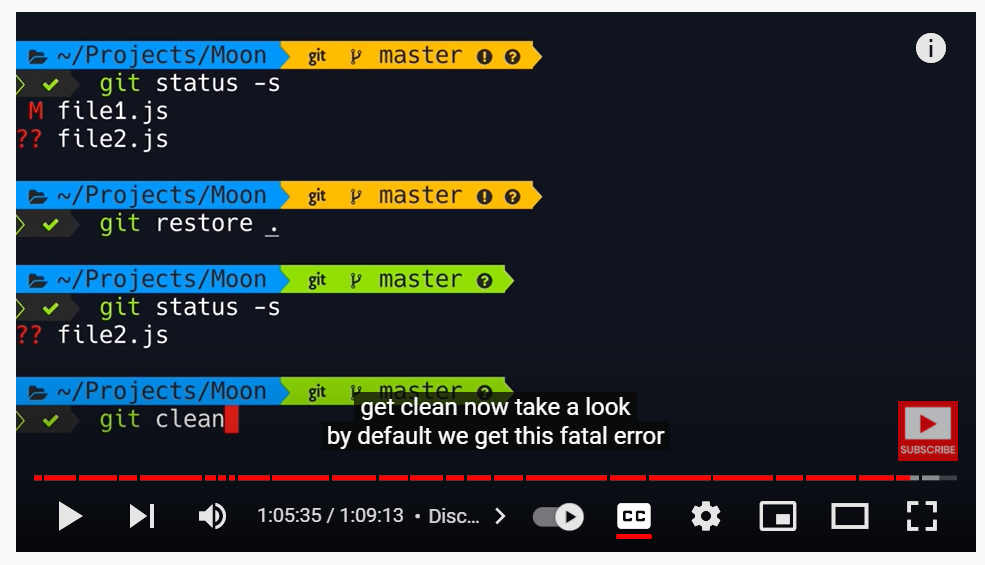 ~/Projects/Moon git master
git status -s
M file1.js
?? file2.js
~/Projects/Moon git master
git restore .
~/Projects/Moon git master ?
git status -s
?? file2.js
~/Projects/Moon git master ?
git clean
get clean now take a look
by default we get this fatal error
SUBSCRIBE
1:05:35 / 1:09:13 • Disc...
CC